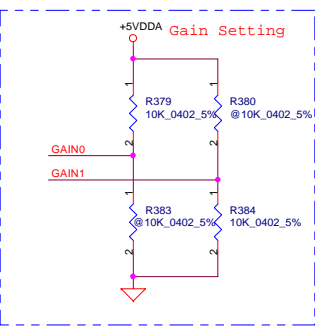 +5VDDA
Gain Setting
1
1
R379
10K_0402_5%
R380
@10K_0402_5%
2
2
GAIN0
GAIN1
1
1
R383
@10K_0402_5%
R384
10K_0402_5%
2
2